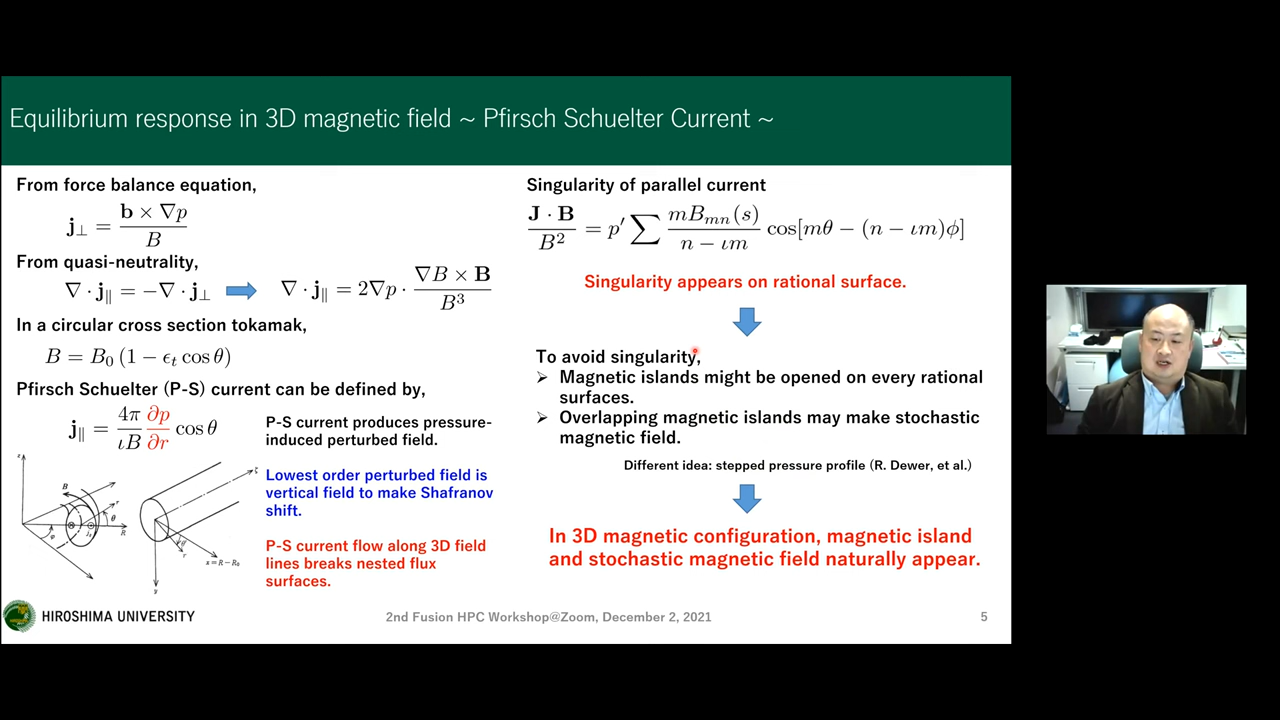 Equilibrium response in 3D magnetic field ~ Pfirsch Schuelter Current ~
From force balance equation,
j⊥ = b × ∇p / B
From quasi-neutrality,
∇ · j∥ = −∇ · j⊥
∇ · j∥ = 2∇p · ∇B × B / B³
In a circular cross section tokamak,
B = B₀ (1 − ϵₜ cos θ)
Pfirsch Schuelter (P-S) current can be defined by,
j∥ = 4π / ιB ∂p / ∂r cos θ
P-S current produces pressure-
induced perturbed field.
Lowest order perturbed field is
vertical field to make Shafranov
shift.
P-S current flow along 3D field
lines breaks nested flux
surfaces.
z
B
r
θ
R
φ
ζ
θ
r
x = R − R₀
y
Singularity of parallel current
J · B / B² = p′ ∑ mBₘₙ(s) / n − ιm cos[mθ − (n − ιm)ϕ]
Singularity appears on rational surface.
To avoid singularity,
➢ Magnetic islands might be opened on every rational
surfaces.
➢ Overlapping magnetic islands may make stochastic
magnetic field.
Different idea: stepped pressure profile (R. Dewer, et al.)
In 3D magnetic configuration, magnetic island
and stochastic magnetic field naturally appear.
HIROSHIMA UNIVERSITY
2nd Fusion HPC Workshop@Zoom, December 2, 2021
5